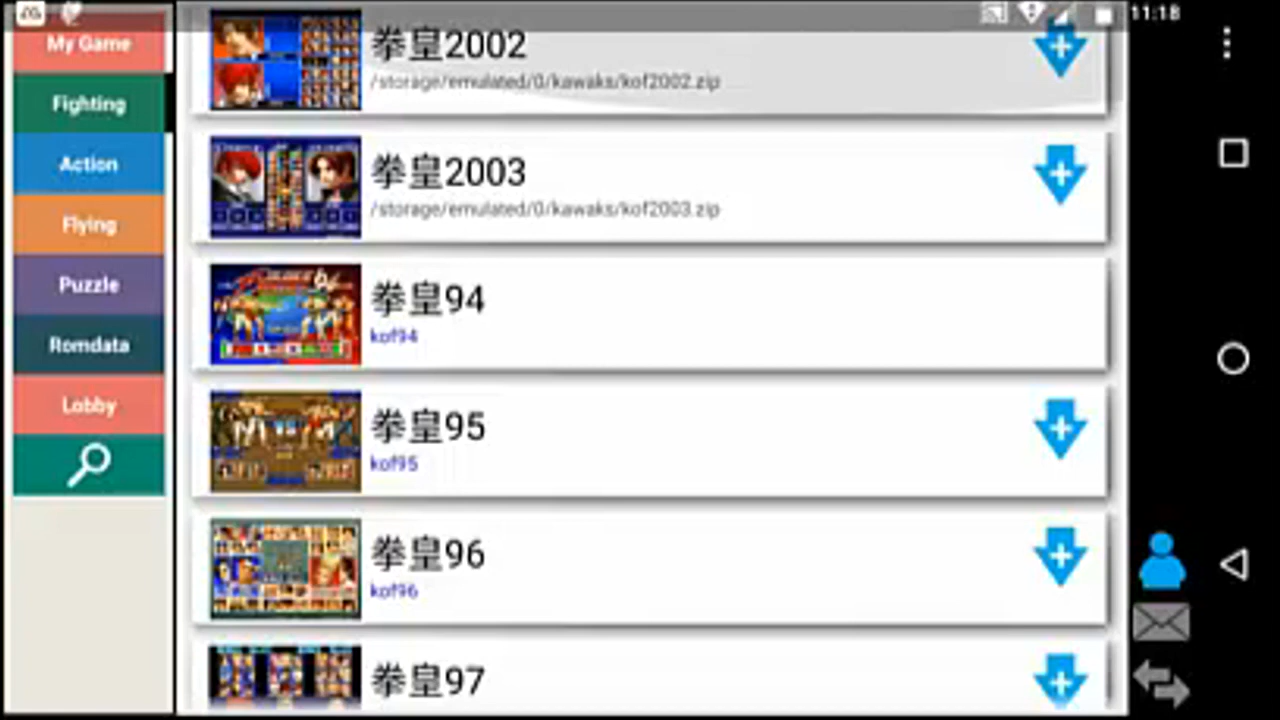 11:18
My Game
Fighting
Action
Flying
Puzzle
Romdata
Lobby
拳皇2002
/storage/emulated/0/kawaks/kof2002.zip
拳皇2003
/storage/emulated/0/kawaks/kof2003.zip
拳皇94
kof94
拳皇95
kof95
拳皇96
kof96
拳皇97